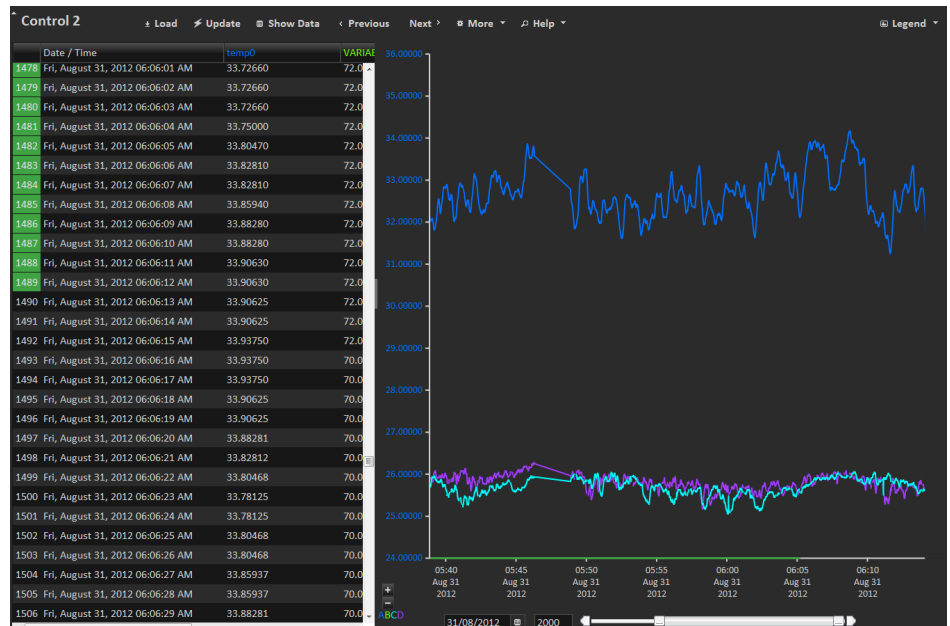 Control 2
Load Update Show Data Previous Next More Help Legend
Date / Time temp0 VARIAE
1478 Fri, August 31, 2012 06:06:01 AM 33.72660 72.0
1479 Fri, August 31, 2012 06:06:02 AM 33.72660 72.0
1480 Fri, August 31, 2012 06:06:03 AM 33.72660 72.0
1481 Fri, August 31, 2012 06:06:04 AM 33.75000 72.0
1482 Fri, August 31, 2012 06:06:05 AM 33.80470 72.0
1483 Fri, August 31, 2012 06:06:06 AM 33.82810 72.0
1484 Fri, August 31, 2012 06:06:07 AM 33.82810 72.0
1485 Fri, August 31, 2012 06:06:08 AM 33.85940 72.0
1486 Fri, August 31, 2012 06:06:09 AM 33.88280 72.0
1487 Fri, August 31, 2012 06:06:10 AM 33.88280 72.0
1488 Fri, August 31, 2012 06:06:11 AM 33.90630 72.0
1489 Fri, August 31, 2012 06:06:12 AM 33.90630 72.0
1490 Fri, August 31, 2012 06:06:13 AM 33.90625 72.0
1491 Fri, August 31, 2012 06:06:14 AM 33.90625 72.0
1492 Fri, August 31, 2012 06:06:15 AM 33.93750 72.0
1493 Fri, August 31, 2012 06:06:16 AM 33.93750 70.0
1494 Fri, August 31, 2012 06:06:17 AM 33.93750 70.0
1495 Fri, August 31, 2012 06:06:18 AM 33.90625 70.0
1496 Fri, August 31, 2012 06:06:19 AM 33.90625 70.0
1497 Fri, August 31, 2012 06:06:20 AM 33.88281 70.0
1498 Fri, August 31, 2012 06:06:21 AM 33.82812 70.0
1499 Fri, August 31, 2012 06:06:22 AM 33.80468 70.0
1500 Fri, August 31, 2012 06:06:23 AM 33.78125 70.0
1501 Fri, August 31, 2012 06:06:24 AM 33.78125 70.0
1502 Fri, August 31, 2012 06:06:25 AM 33.80468 70.0
1503 Fri, August 31, 2012 06:06:26 AM 33.80468 70.0
1504 Fri, August 31, 2012 06:06:27 AM 33.85937 70.0
1505 Fri, August 31, 2012 06:06:28 AM 33.85937 70.0
1506 Fri, August 31, 2012 06:06:29 AM 33.88281 70.0
36.00000
35.00000
34.00000
33.00000
32.00000
31.00000
30.00000
29.00000
28.00000
27.00000
26.00000
25.00000
24.00000
05:40 05:45 05:50 05:55 06:00 06:05 06:10
Aug 31 Aug 31 Aug 31 Aug 31 Aug 31 Aug 31 Aug 31
2012 2012 2012 2012 2012 2012 2012
ABCD
31/08/2012 2000